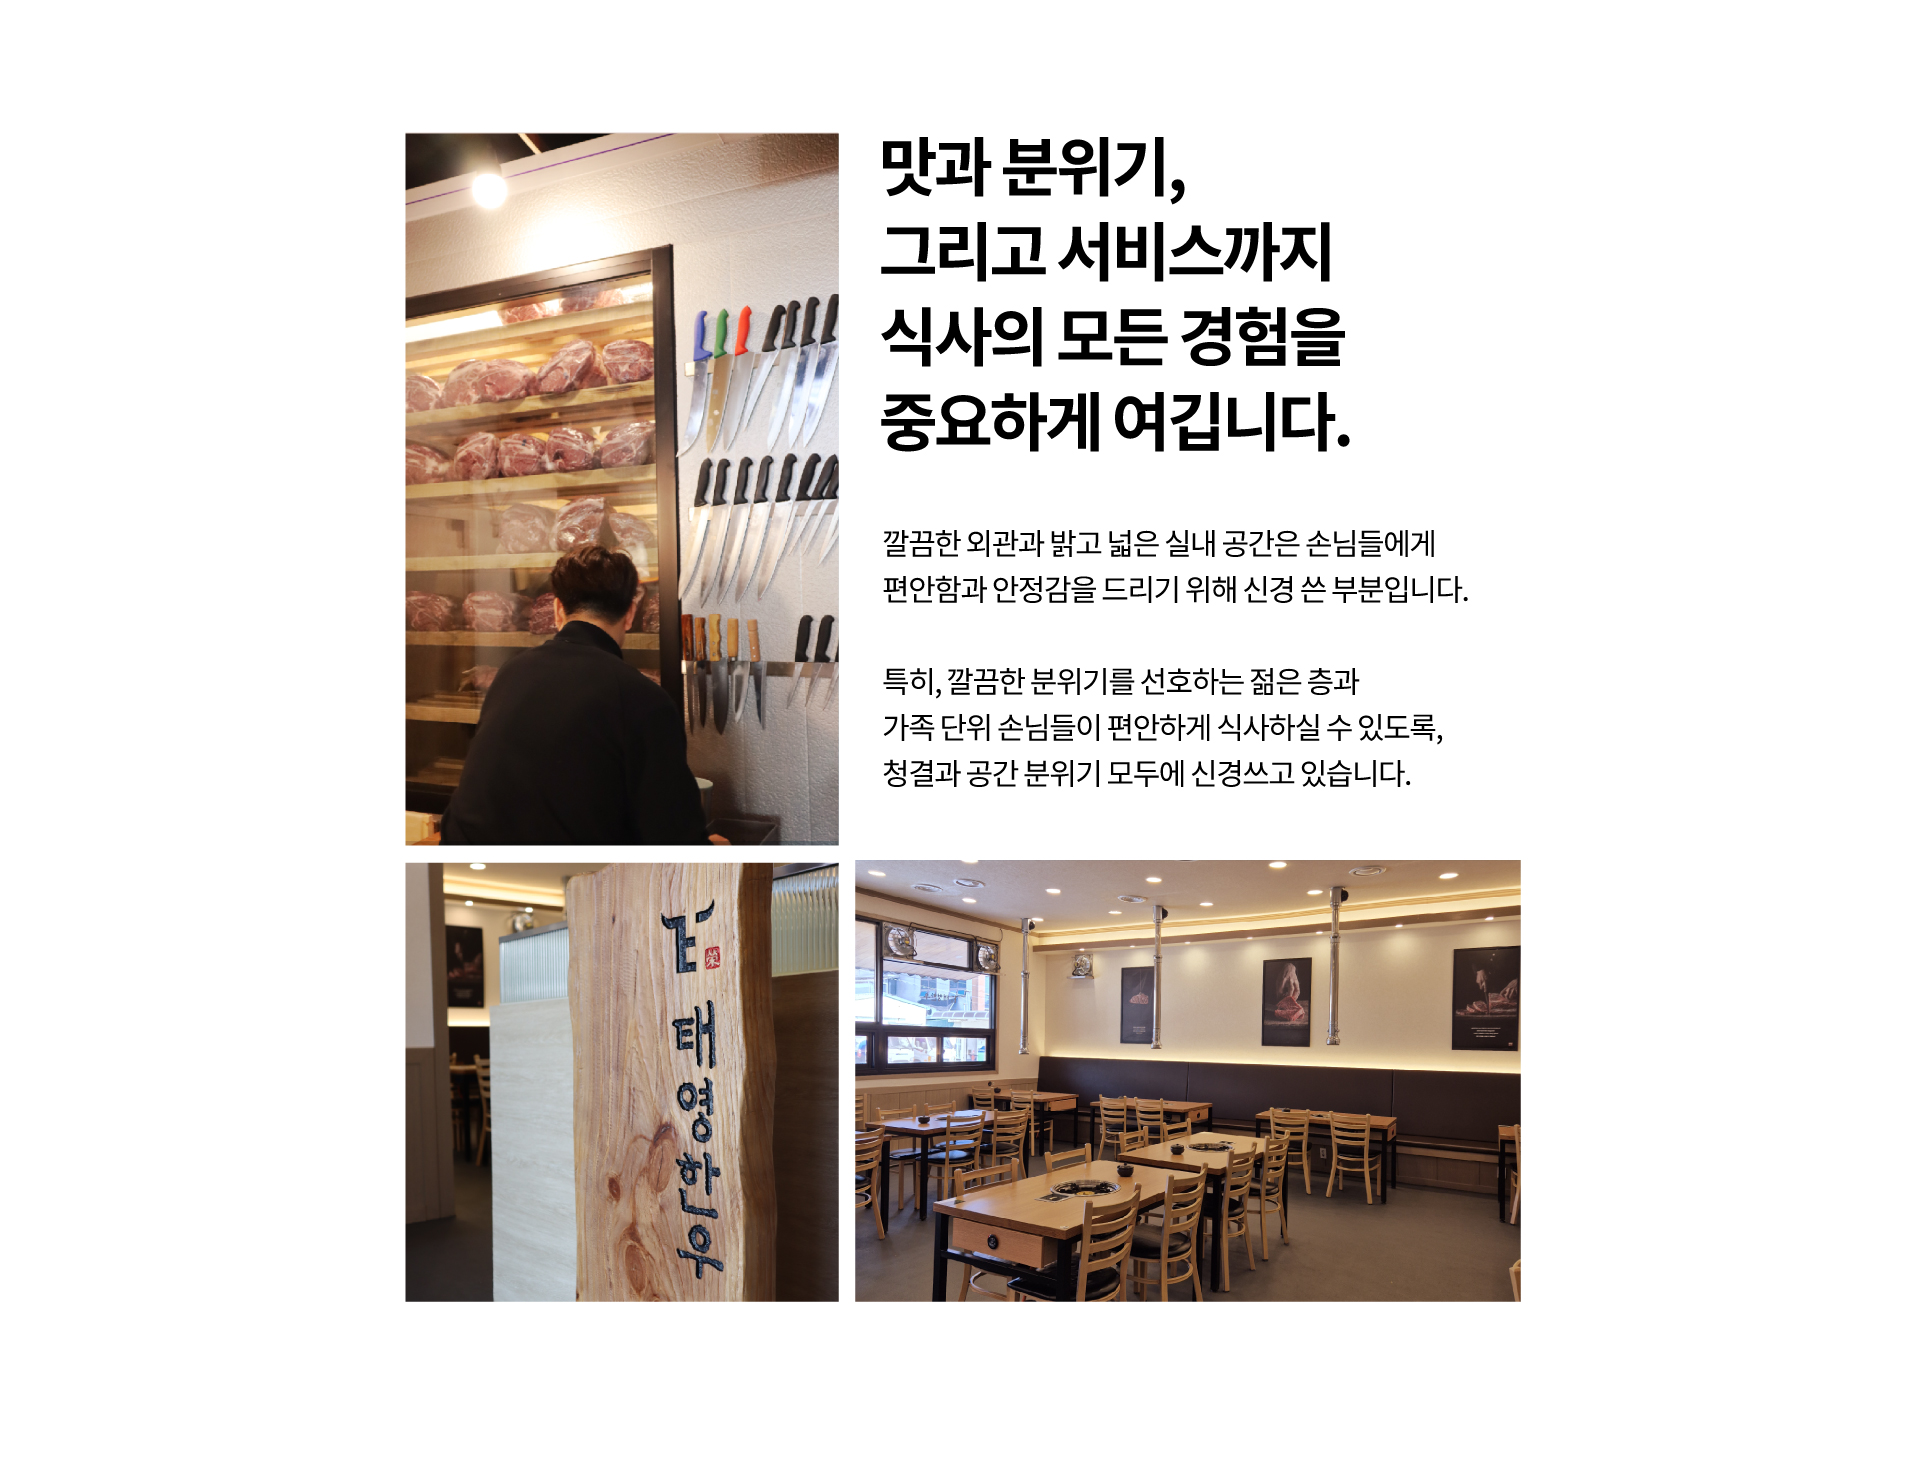 맛과 분위기,
그리고 서비스까지
식사의 모든 경험을
중요하게 여깁니다.
깔끔한 외관과 밝고 넓은 실내 공간은 손님들에게
편안함과 안정감을 드리기 위해 신경 쓴 부분입니다.
특히, 깔끔한 분위기를 선호하는 젊은 층과
가족 단위 손님들이 편안하게 식사하실 수 있도록,
청결과 공간 분위기 모두에 신경쓰고 있습니다.
태영한우